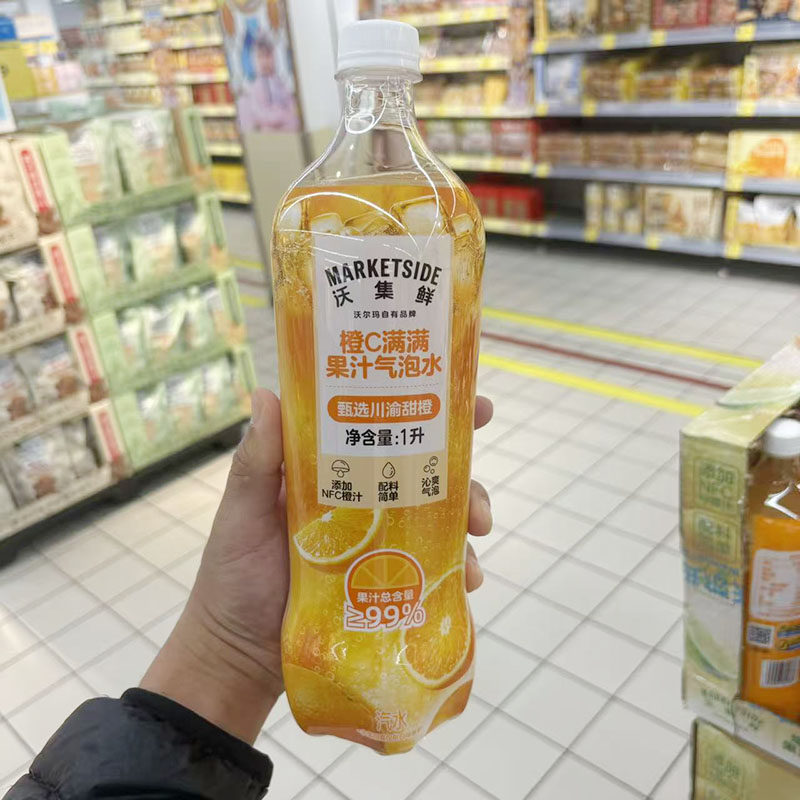 MARKETSIDE
沃集鲜
沃尔玛自有品牌
橙C满满
果汁气泡水
甄选川渝甜橙
净含量:1升
添加
NFC橙汁
配料
简单
沁爽
气泡
果汁总含量
≥99%
汽水